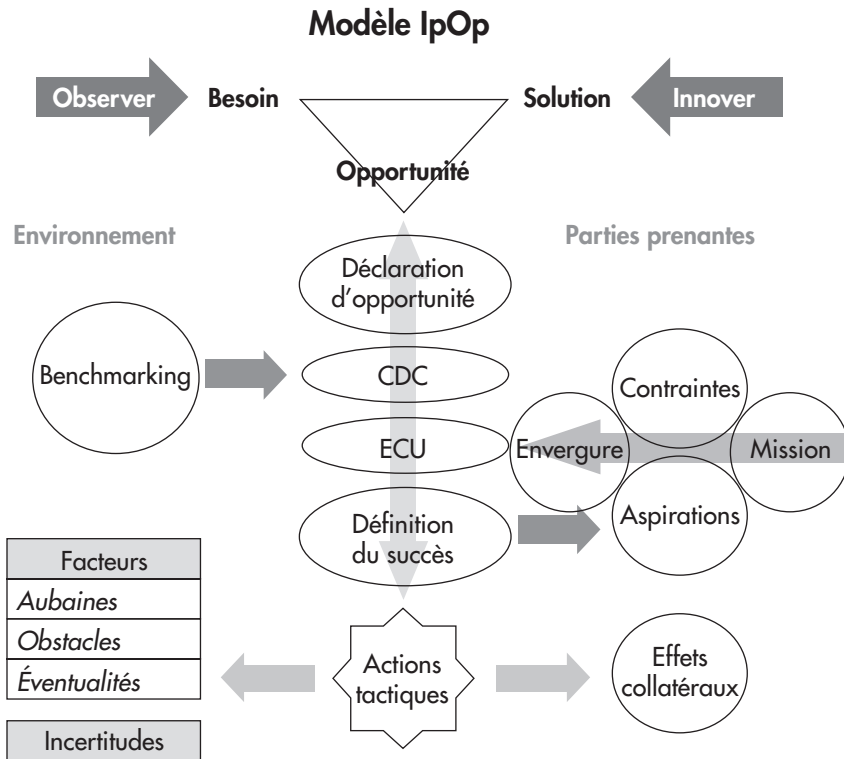 Modèle IpOp
Observer
Besoin
Solution
Innover
Opportunité
Environnement
Parties prenantes
Déclaration
d'opportunité
Benchmarking
CDC
Contraintes
ECU
Envergure
Mission
Définition
du succès
Aspirations
Facteurs
Aubaines
Obstacles
Éventualités
Incertitudes
Actions
tactiques
Effets
collatéraux